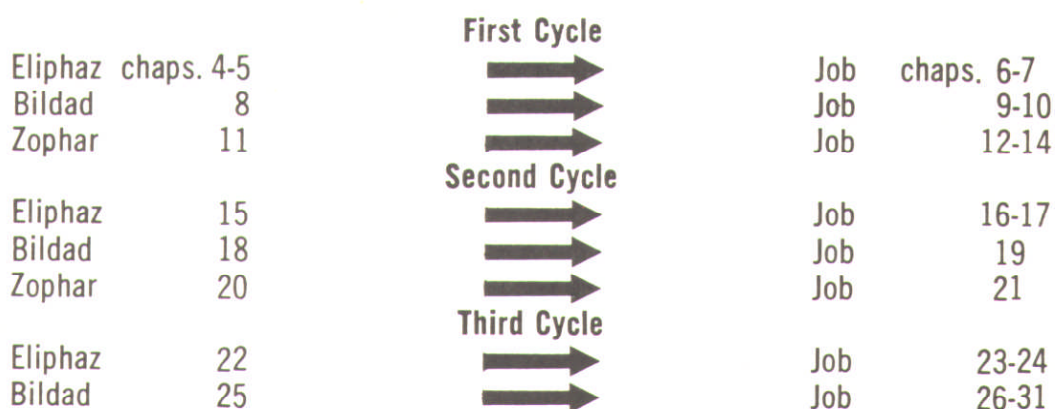 First Cycle
Eliphaz chaps. 4-5 Job chaps. 6-7
Bildad 8 Job 9-10
Zophar 11 Job 12-14
Second Cycle
Eliphaz 15 Job 16-17
Bildad 18 Job 19
Zophar 20 Job 21
Third Cycle
Eliphaz 22 Job 23-24
Bildad 25 Job 26-31